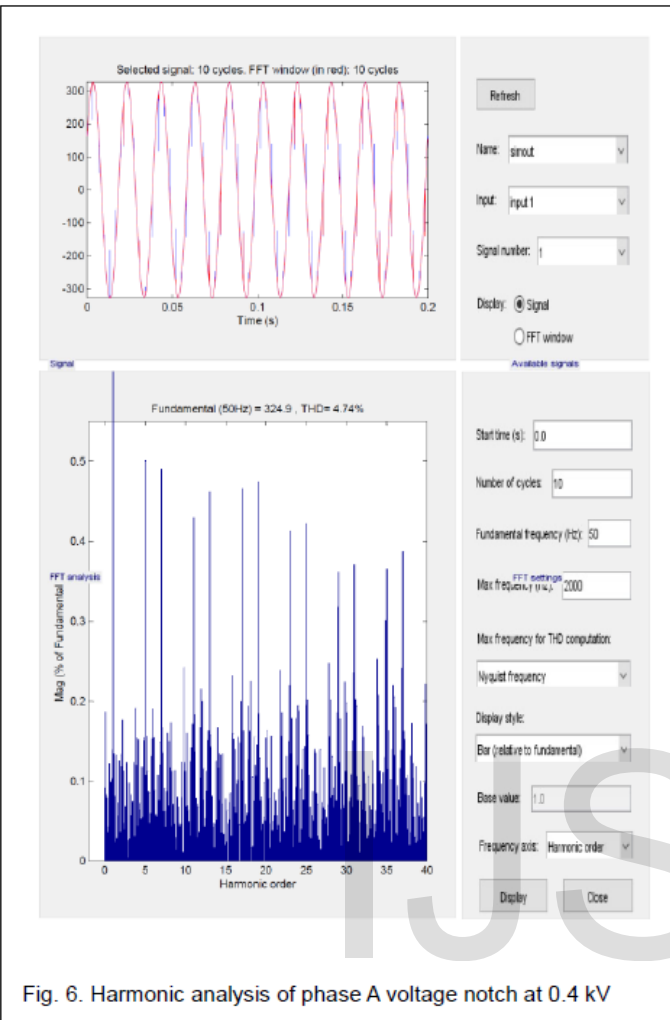 Selected signal: 10 cycles. FFT window (in red): 10 cycles
300
200
100
0
-100
-200
-300
0
0.05
0.1
0.15
0.2
Time (s)
Signal
Refresh
Name: simout
Input: input 1
Signal number: 1
Display: Signal
FFT window
Available signals
Fundamental (50Hz) = 324.9 , THD= 4.74%
0.5
0.4
0.3
0.2
0.1
0
0
5
10
15
20
25
30
35
40
Harmonic order
Mag (% of Fundamental
FFT analysis
Start time (s): 0.0
Number of cycles: 10
Fundamental frequency (Hz): 50
FFT settings
Max frequency (Hz): 2000
Max frequency for THD computation:
Nyquist frequency
Display style:
Bar (relative to fundamental)
Base value: 1.0
Frequency axis: Harmonic order
Display
Close
IJS
Fig. 6. Harmonic analysis of phase A voltage notch at 0.4 kV